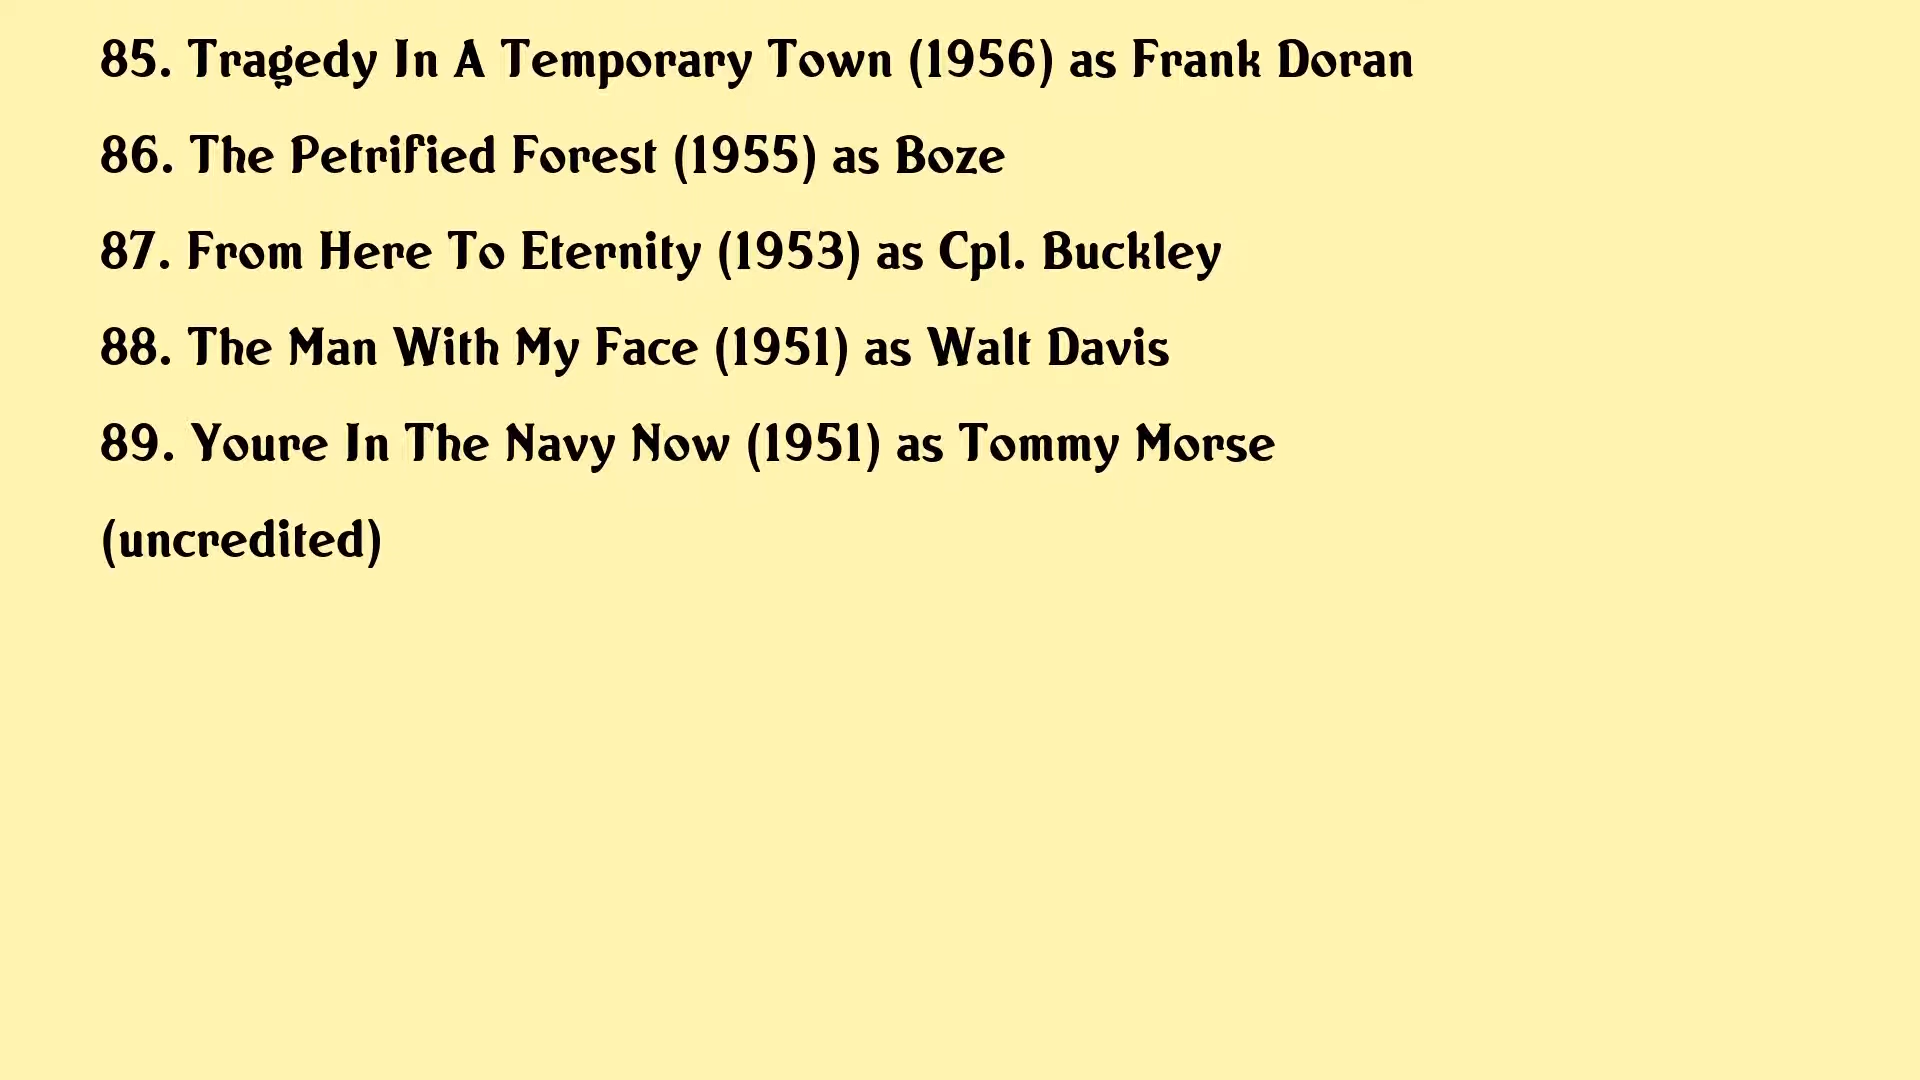 85. Tragedy In A Temporary Town (1956) as Frank Doran
86. The Petrified Forest (1955) as Boze
87. From Here To Eternity (1953) as Cpl. Buckley
88. The Man With My Face (1951) as Walt Davis
89. Youre In The Navy Now (1951) as Tommy Morse
(uncredited)